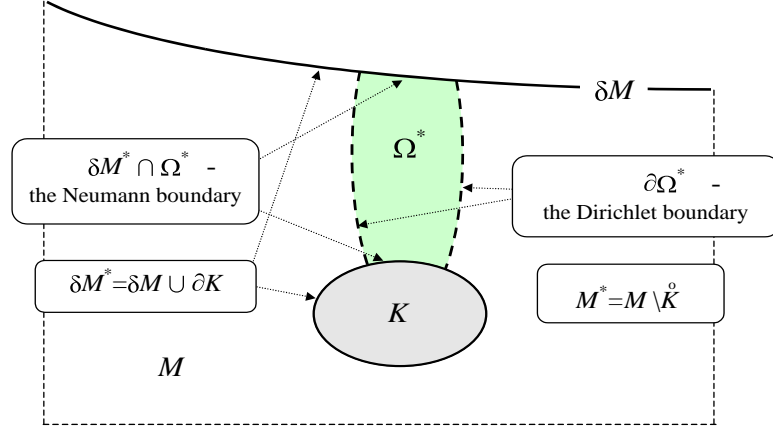 δM
Ω*
δM* ∩ Ω* -
the Neumann boundary
∂Ω* -
the Dirichlet boundary
δM*=δM ∪ ∂K
K
M*=M \K̊
M